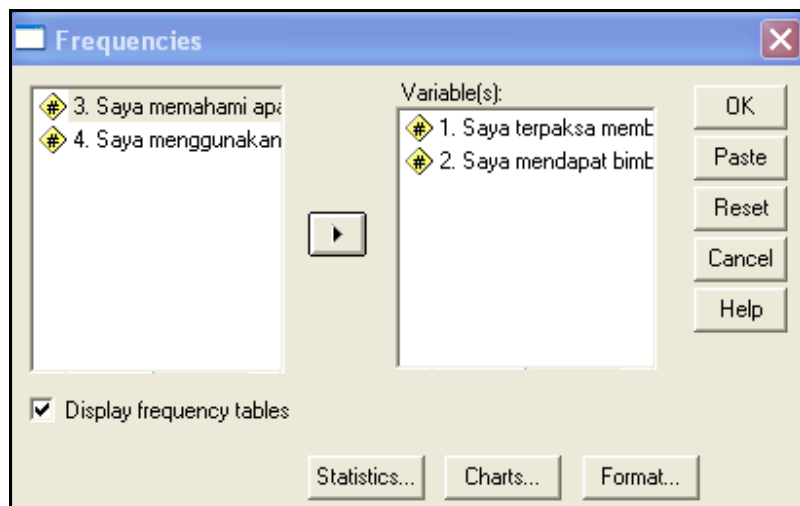 Frequencies
# 3. Saya memahami apa
# 4. Saya menggunakan
Variable(s):
# 1. Saya terpaksa memb
# 2. Saya mendapat bimb
OK
Paste
Reset
Cancel
Help
Display frequency tables
Statistics...
Charts...
Format...